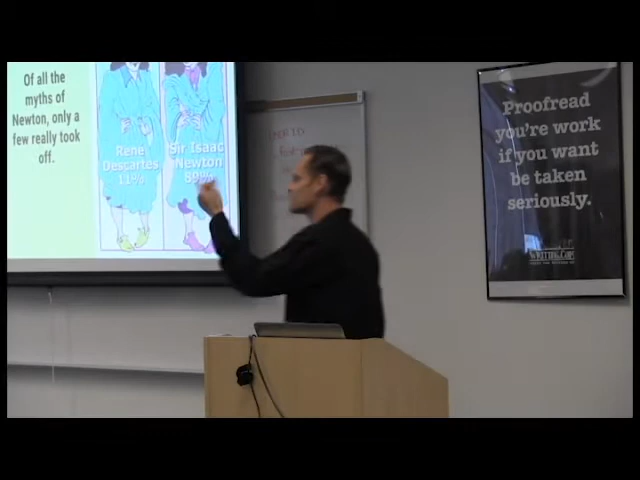 Of all the
myths of
Newton, only a
few really took
off.
Rene
Descartes
11%
Sir Isaac
Newton
89%
Proofread
you're work
if you want
be taken
seriously.